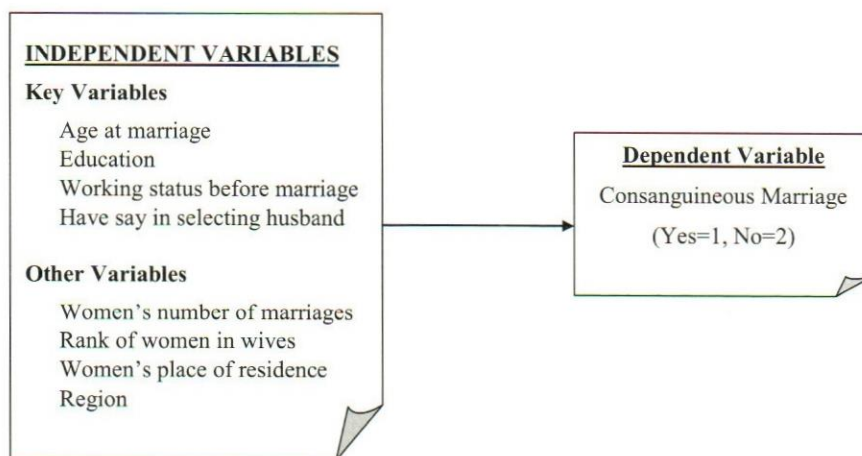 INDEPENDENT VARIABLES
Key Variables
Age at marriage
Education
Working status before marriage
Have say in selecting husband
Other Variables
Women's number of marriages
Rank of women in wives
Women's place of residence
Region
Dependent Variable
Consanguineous Marriage
(Yes=1, No=2)